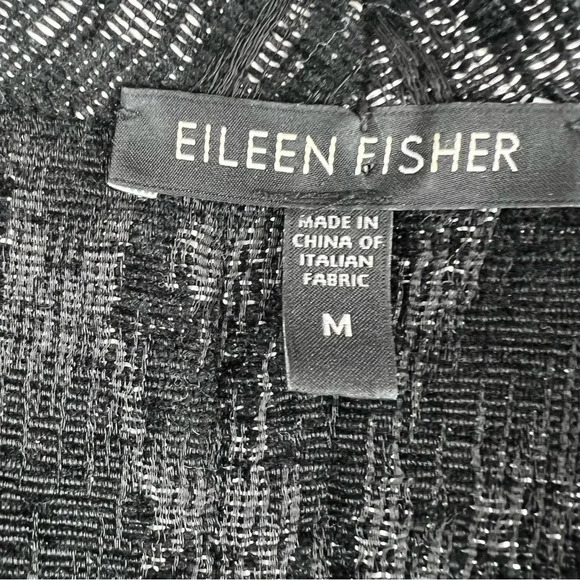 EILEEN FISHER
MADE IN
CHINA OF
ITALIAN
FABRIC
M